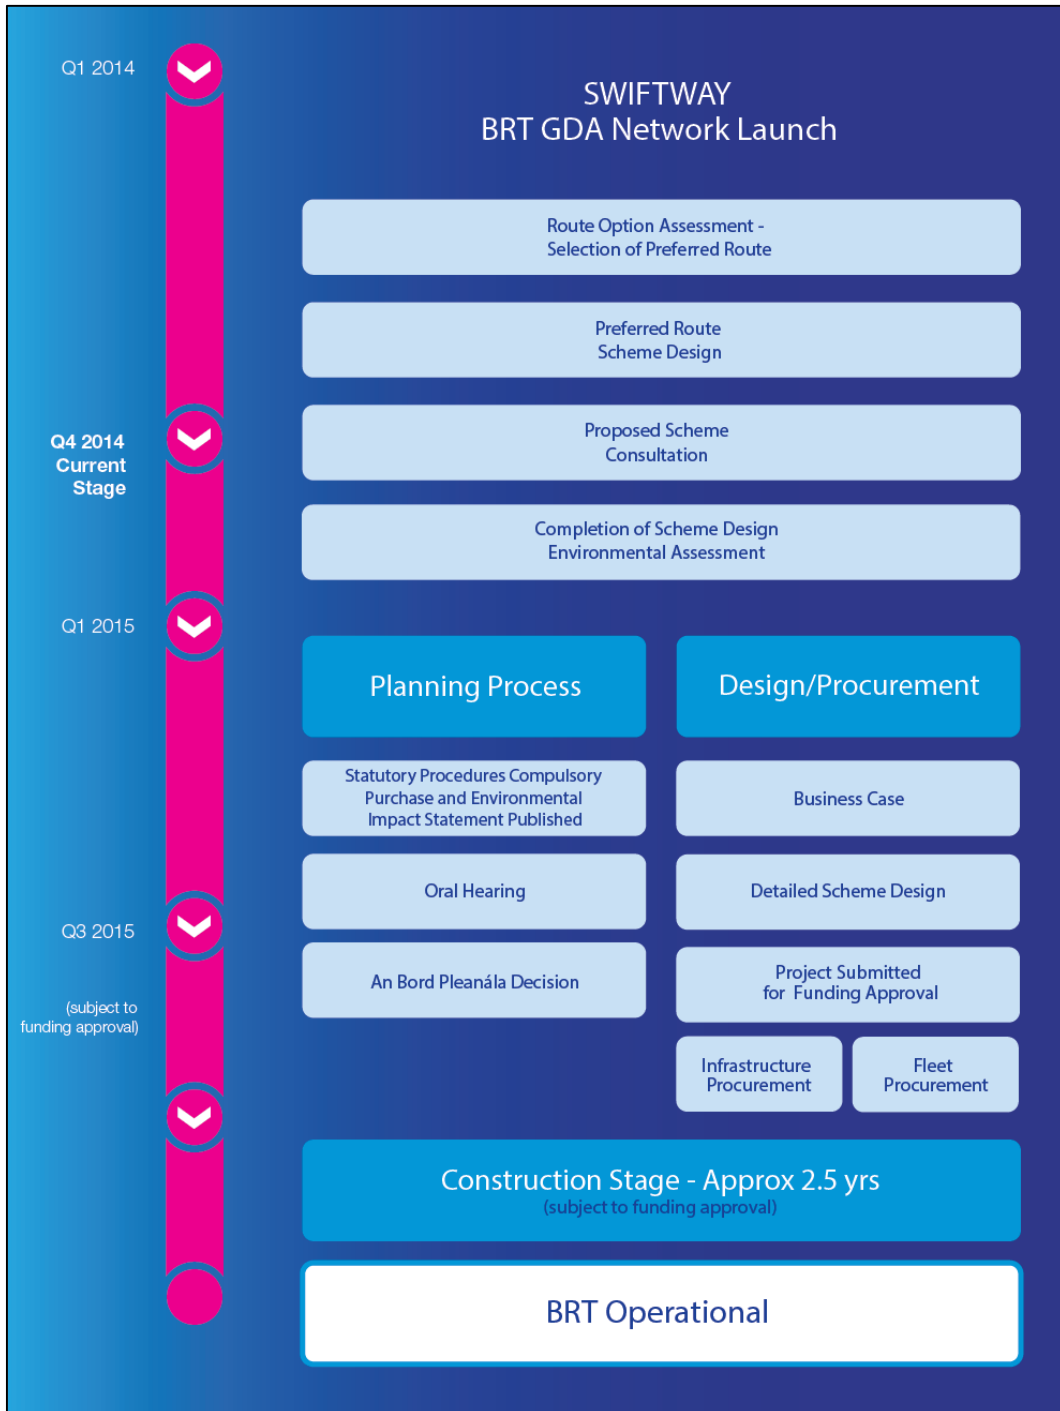 Q1 2014
SWIFTWAY
BRT GDA Network Launch
Route Option Assessment -
Selection of Preferred Route
Preferred Route
Scheme Design
Q4 2014
Current
Stage
Proposed Scheme
Consultation
Completion of Scheme Design
Environmental Assessment
Q1 2015
Planning Process
Design/Procurement
Statutory Procedures Compulsory
Purchase and Environmental
Impact Statement Published
Business Case
Oral Hearing
Detailed Scheme Design
Q3 2015
(subject to
funding approval)
An Bord Pleanála Decision
Project Submitted
for Funding Approval
Infrastructure
Procurement
Fleet
Procurement
Construction Stage - Approx 2.5 yrs
(subject to funding approval)
BRT Operational